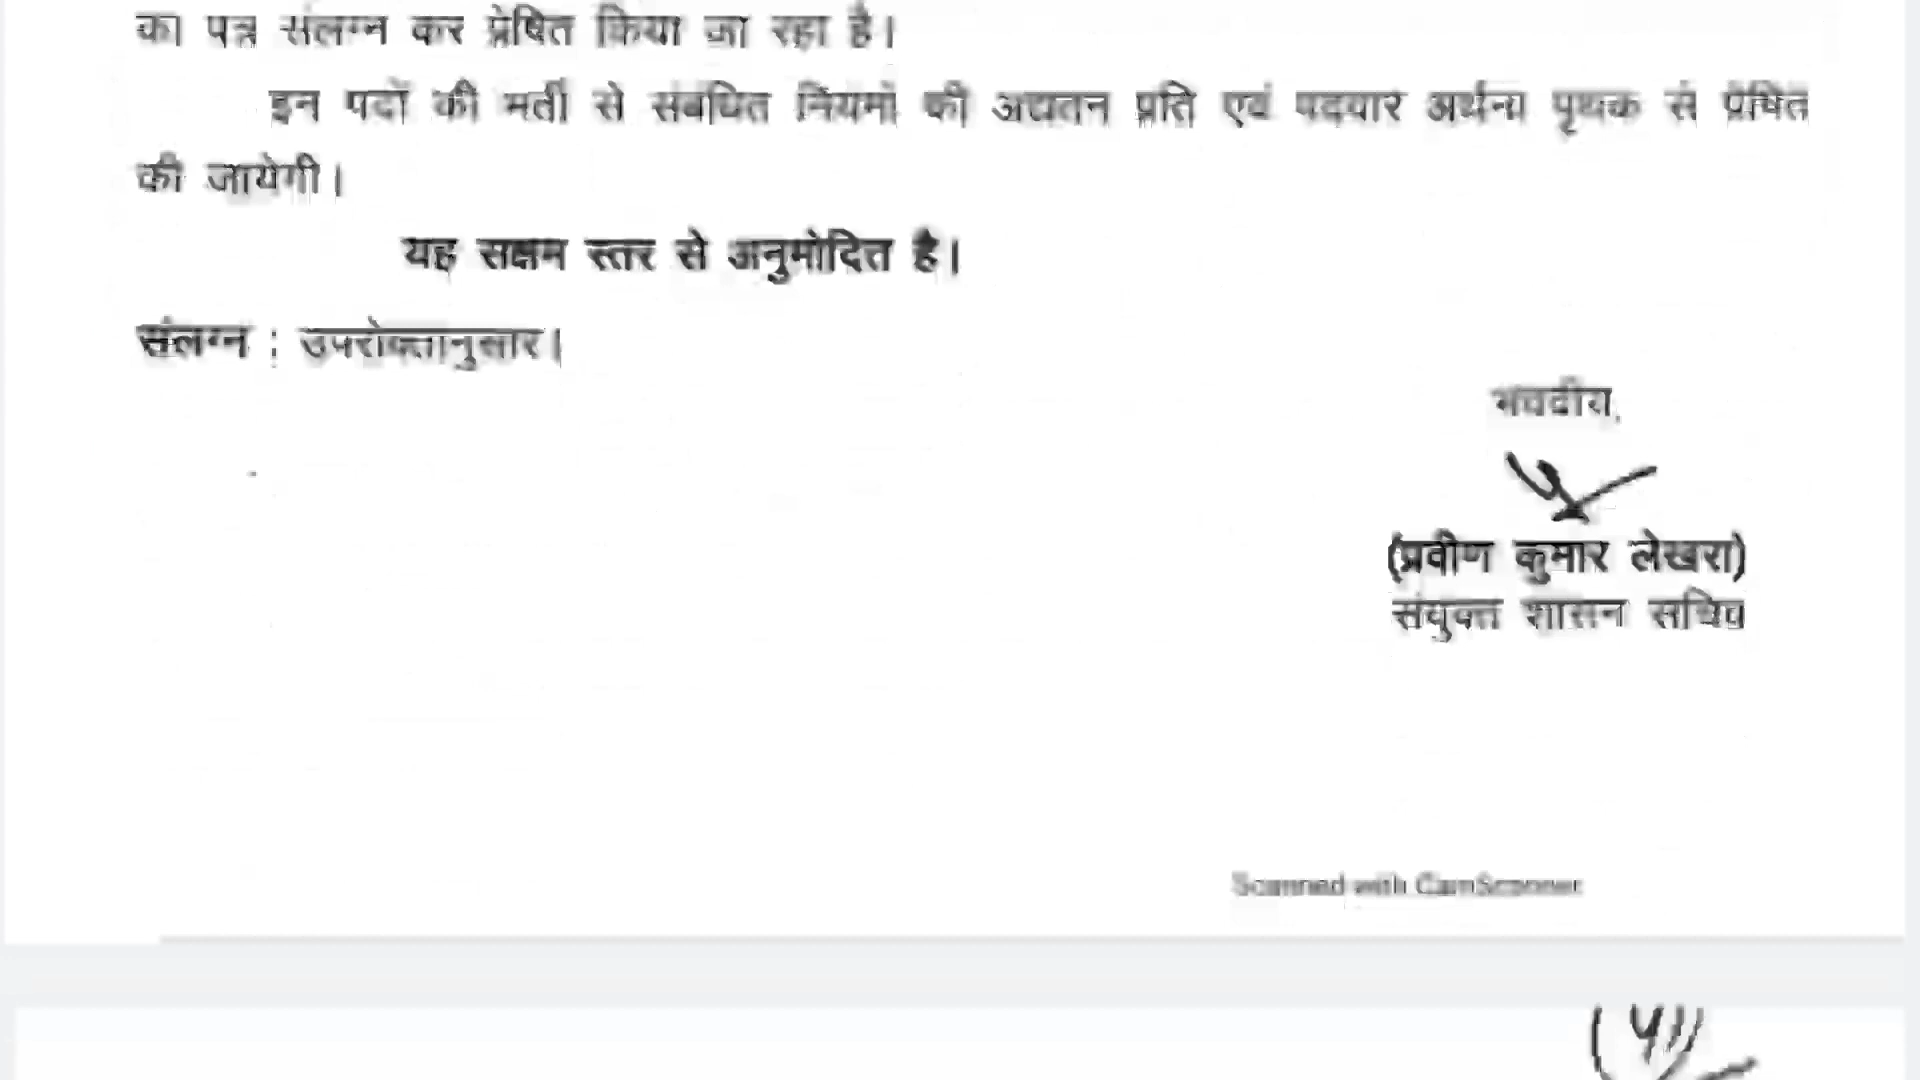 का पत्र संलग्न कर प्रेषित किया जा रहा है।
इन पदों की भर्ती से संबंधित नियमों की अद्यतन प्रति एवं पदवार अर्थना पृथक से प्रेषित
की जायेगी।
यह सक्षम स्तर से अनुमोदित है।
संलग्न : उपरोक्तानुसार।
भवदीय,
(प्रवीण कुमार लेखरा)
संयुक्त शासन सचिव
Scanned with CamScanner